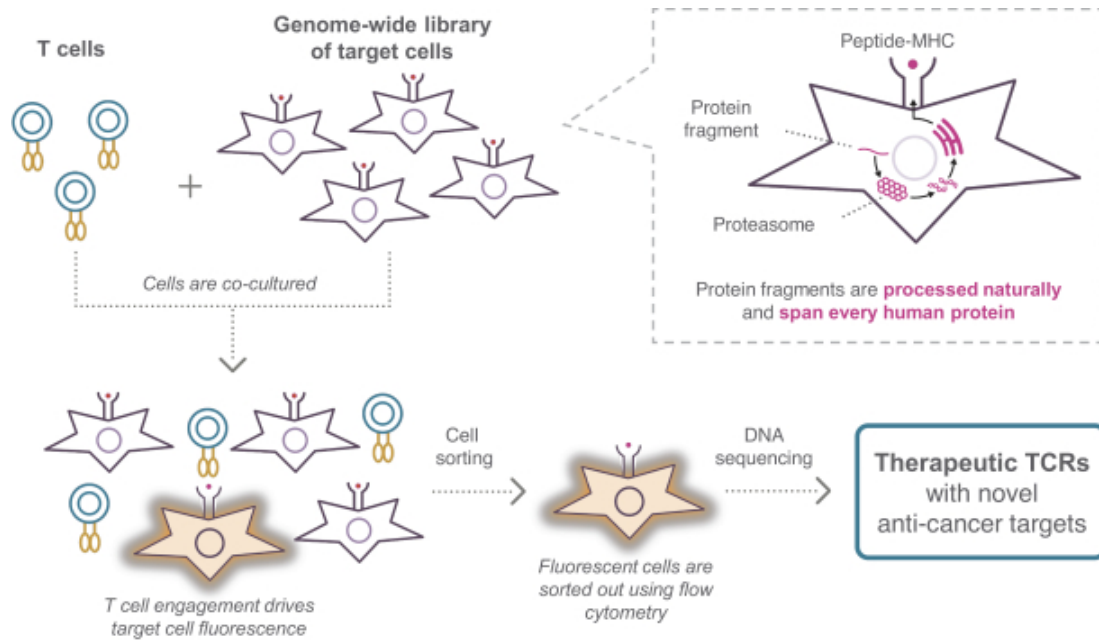 T cells
Genome-wide library
of target cells
Peptide-MHC
Protein
fragment
Proteasome
Protein fragments are processed naturally
and span every human protein
+
Cells are co-cultured
Cell
sorting
DNA
sequencing
Therapeutic TCRs
with novel
anti-cancer targets
T cell engagement drives
target cell fluorescence
Fluorescent cells are
sorted out using flow
cytometry